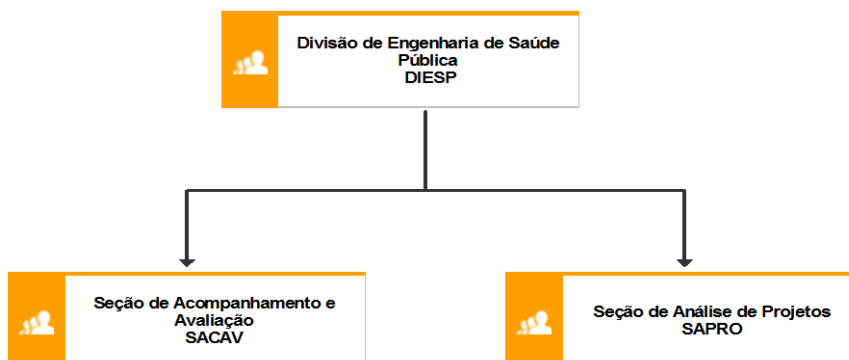 Divisão de Engenharia de Saúde
Pública
DIESP
Seção de Acompanhamento e
Avaliação
SACAV
Seção de Análise de Projetos
SAPRO